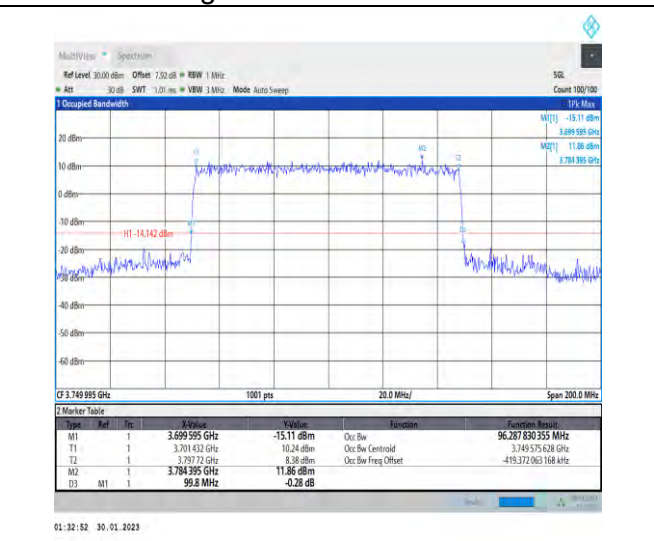 MultiView Spectrum
Ref Level 30.00 dBm Offset 7.92 dB RBW 1 MHz SGL
Att 30 dB SWT 1.01 ms VBW 3 MHz Mode Auto Sweep Count 100/100
1 Occupied Bandwidth 1Pk Max
M1[1] -15.11 dBm
3.699 595 GHz
M2[1] 11.86 dBm
3.784 395 GHz
20 dBm
T1 M2 T2
10 dBm
0 dBm
-10 dBm
H1 -14.142 dBm
-20 dBm
-30 dBm
-40 dBm
-50 dBm
-60 dBm
CF 3.749 995 GHz 1001 pts 20.0 MHz/ Span 200.0 MHz
2 Marker Table
Type Ref Trc X-Value Y-Value Function Function Result
M1 1 3.699 595 GHz -15.11 dBm Occ Bw 96.287 830 355 MHz
T1 1 3.701 432 GHz 10.24 dBm Occ Bw Centroid 3.749 575 628 GHz
T2 1 3.797 72 GHz 8.38 dBm Occ Bw Freq Offset -419.372 063 168 kHz
M2 1 3.784 395 GHz 11.86 dBm
D3 M1 1 99.8 MHz -0.28 dB
01:32:52 30.01.2023